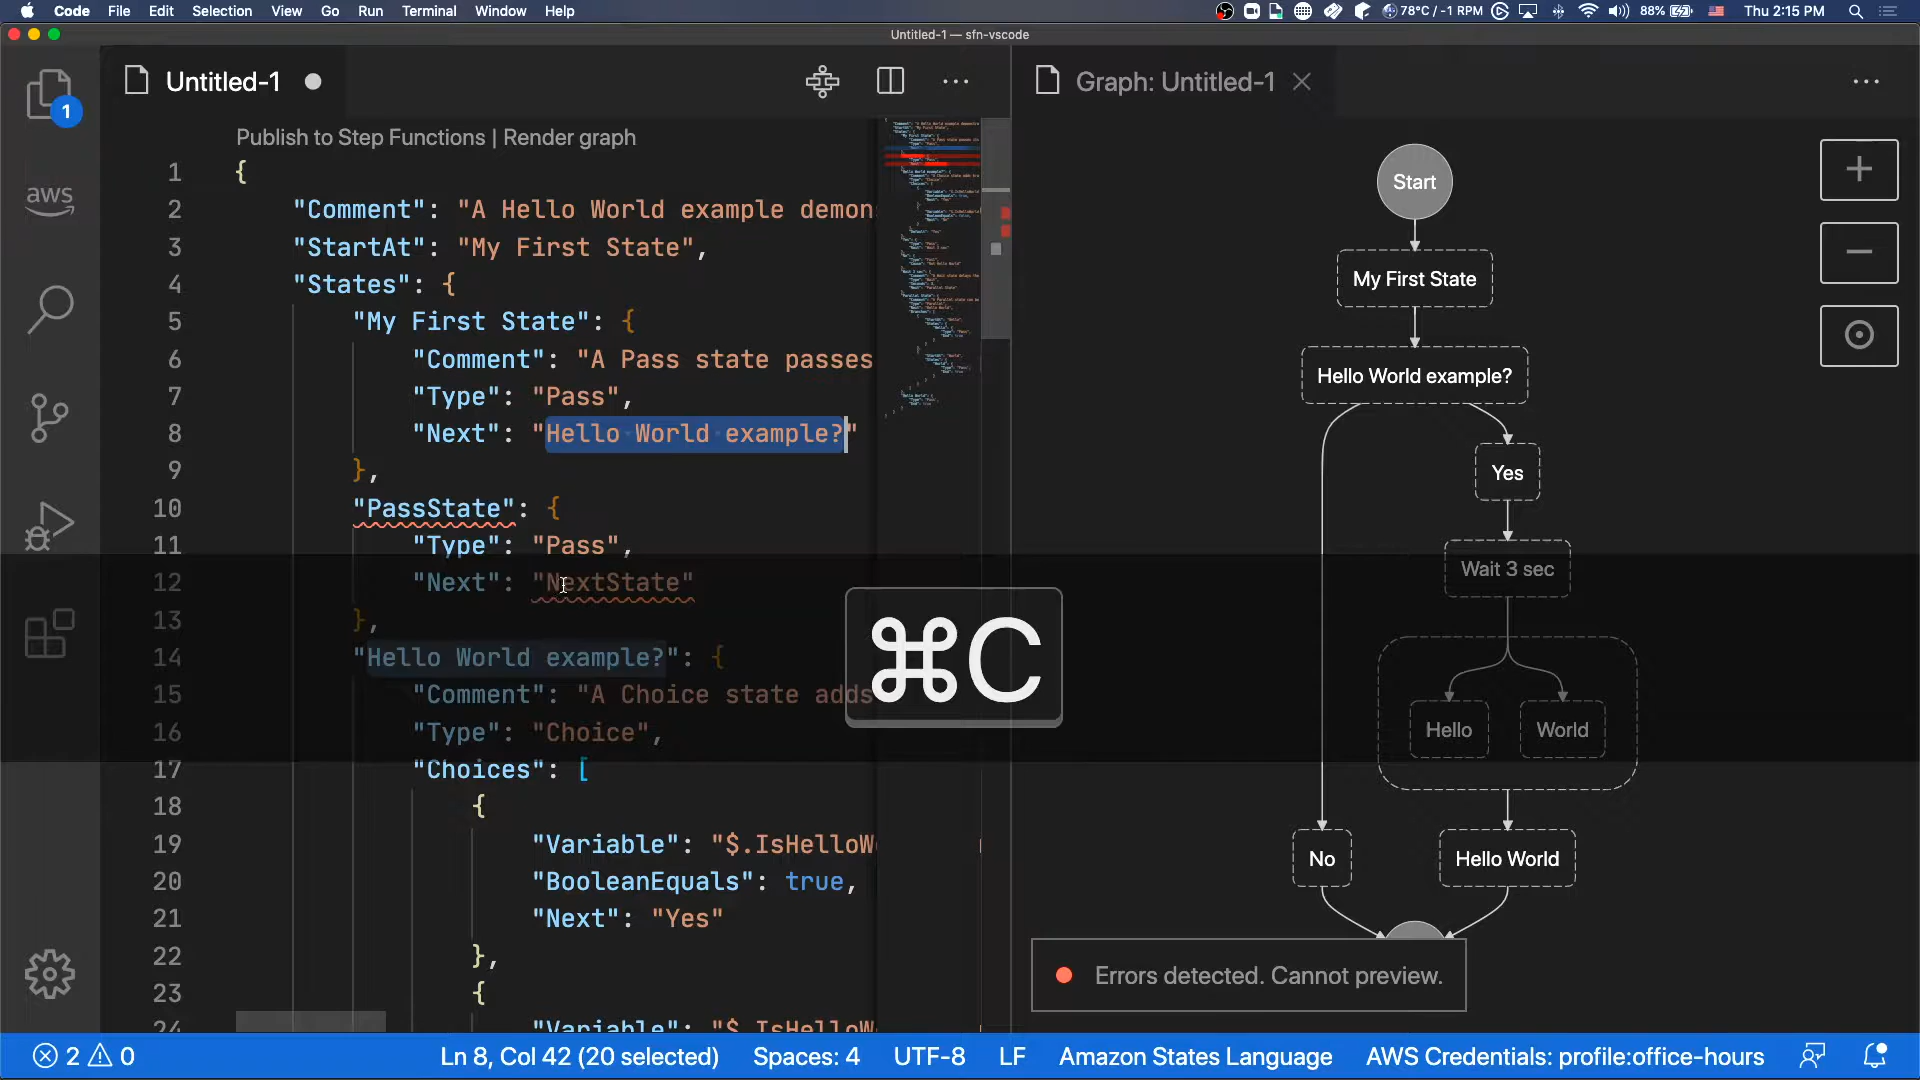 Code File Edit Selection View Go Run Terminal Window Help
78°C / -1 RPM 88% Thu 2:15 PM
Untitled-1 — sfn-vscode
1
aws
Untitled-1
Publish to Step Functions | Render graph
1 {
2 "Comment": "A Hello World example demon
3 "StartAt": "My First State",
4 "States": {
5 "My First State": {
6 "Comment": "A Pass state passes
7 "Type": "Pass",
8 "Next": "Hello·World·example?"
9 },
10 "PassState": {
11 "Type": "Pass",
12 "Next": "NextState"
13 },
14 "Hello World example?": {
15 "Comment": "A Choice state adds
16 "Type": "Choice",
17 "Choices": [
18 {
19 "Variable": "$.IsHelloW
20 "BooleanEquals": true,
21 "Next": "Yes"
22 },
23 {
24 "Variable": "$.IsHelloW
⌘C
Graph: Untitled-1
Start
My First State
Hello World example?
Yes
Wait 3 sec
Hello World
No Hello World
Errors detected. Cannot preview.
2 0 Ln 8, Col 42 (20 selected) Spaces: 4 UTF-8 LF Amazon States Language AWS Credentials: profile:office-hours